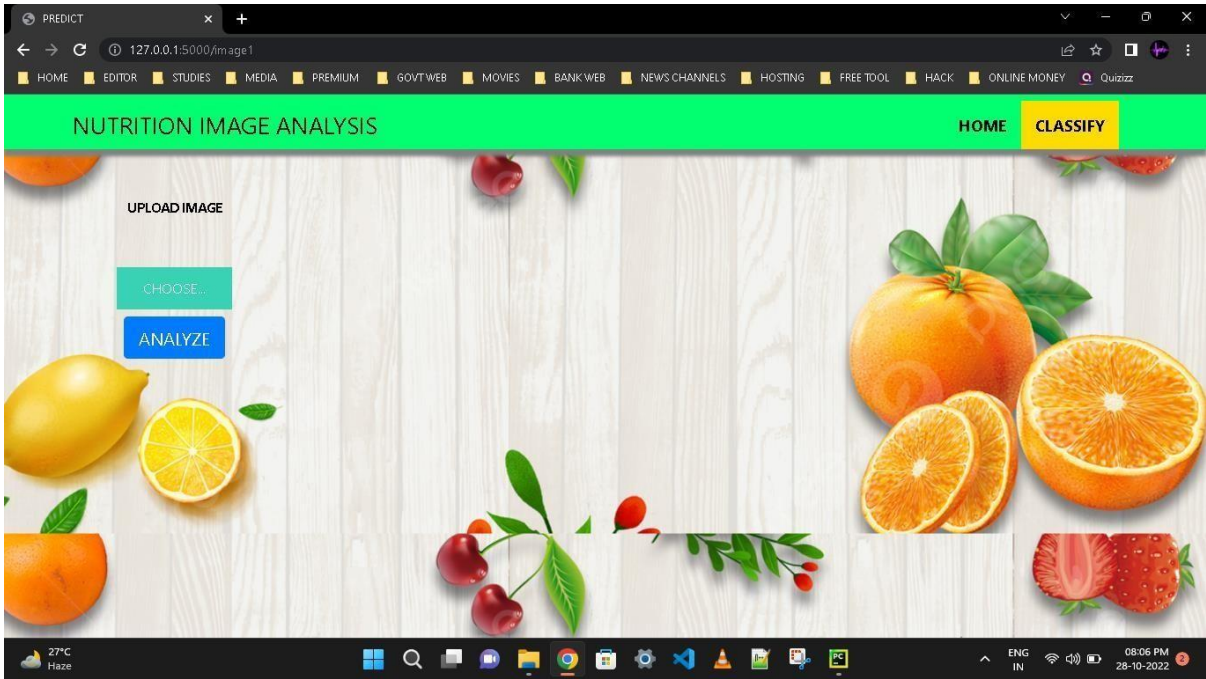 PREDICT
127.0.0.1:5000/image1
HOME EDITOR STUDIES MEDIA PREMIUM GOVT WEB MOVIES BANK WEB NEWS CHANNELS HOSTING FREE TOOL HACK ONLINE MONEY Quizizz
NUTRITION IMAGE ANALYSIS HOME CLASSIFY
UPLOAD IMAGE
CHOOSE...
ANALYZE
27°C
Haze
ENG
IN
08:06 PM
28-10-2022
2